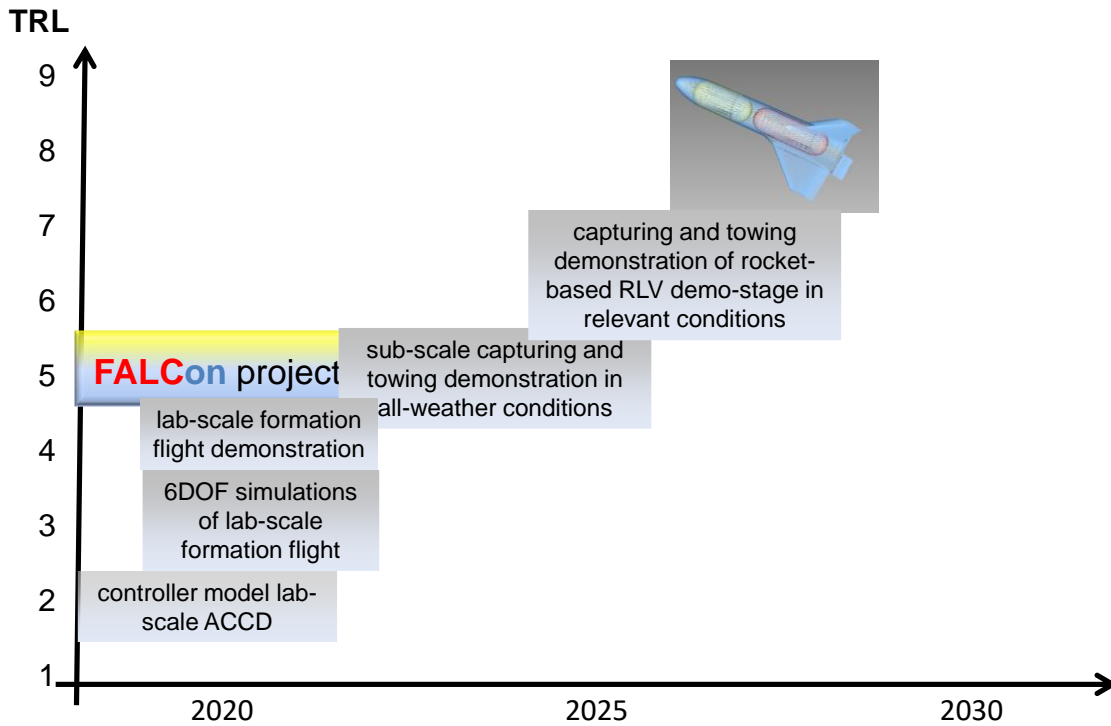 TRL
9
8
7
capturing and towing
demonstration of rocket-
based RLV demo-stage in
relevant conditions
6
5
FALCon project
sub-scale capturing and
towing demonstration in
all-weather conditions
4
lab-scale formation
flight demonstration
3
6DOF simulations
of lab-scale
formation flight
2
controller model lab-
scale ACCD
1
2020
2025
2030